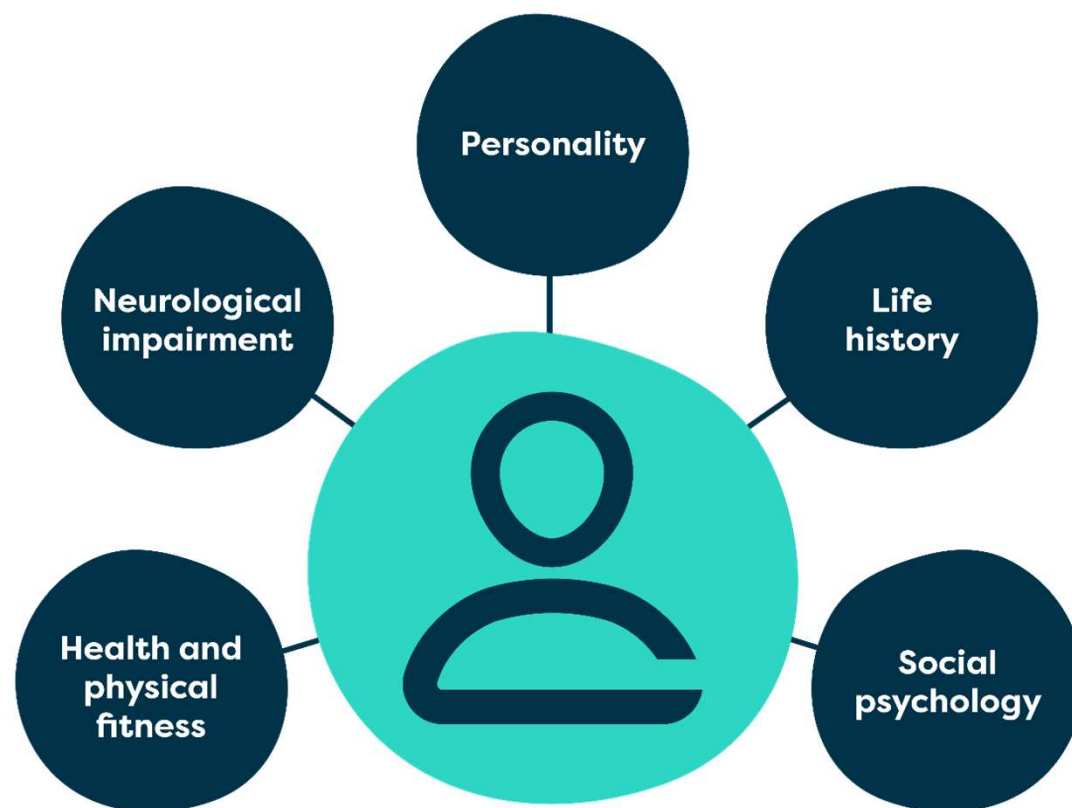 Personality
Neurological
impairment
Life
history
Health and
physical
fitness
Social
psychology